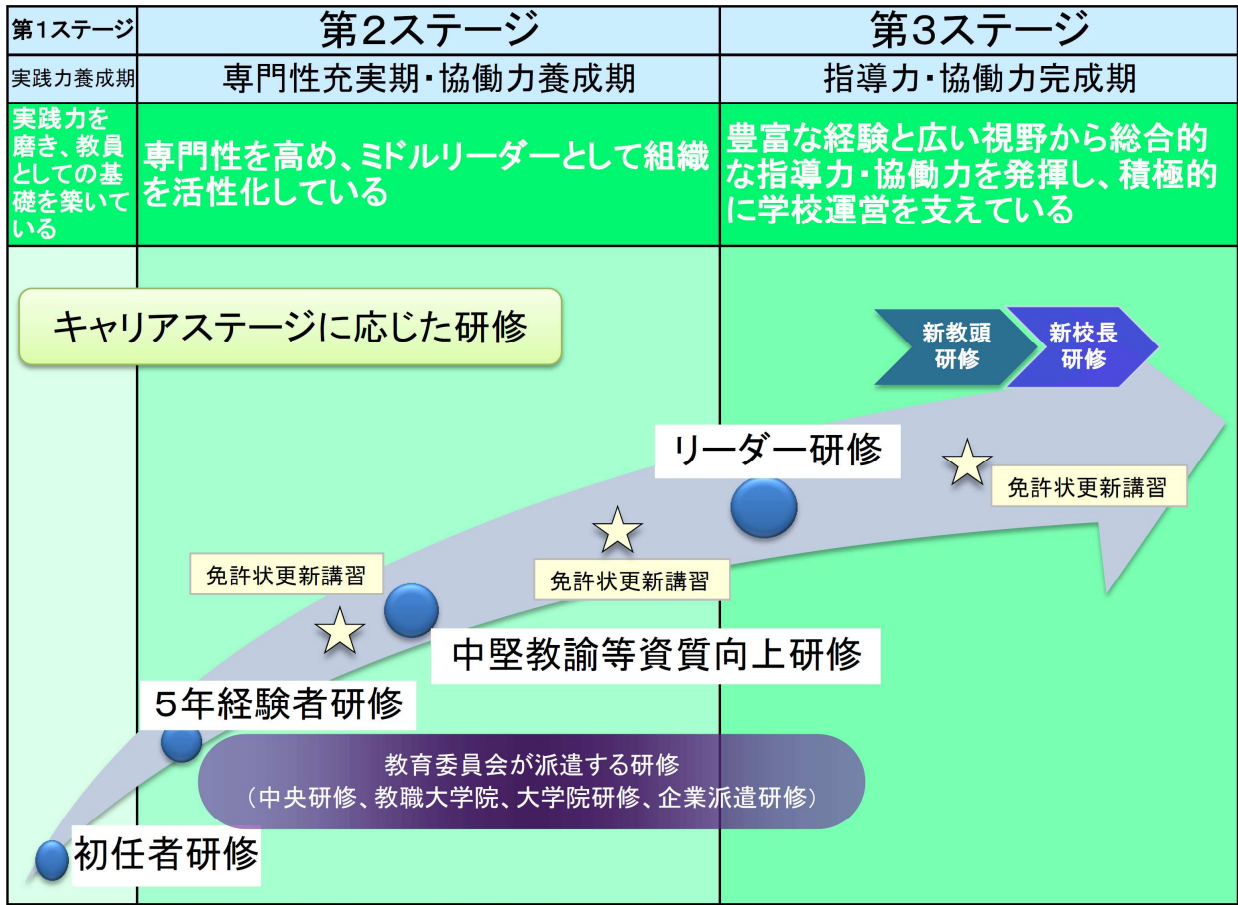 第1ステージ
第2ステージ
第3ステージ
実践力養成期
専門性充実期・協働力養成期
指導力・協働力完成期
実践力を
磨き、教員
としての基
礎を築いて
いる
専門性を高め、ミドルリーダーとして組織
を活性化している
豊富な経験と広い視野から総合的
な指導力・協働力を発揮し、積極的
に学校運営を支えている
キャリアステージに応じた研修
新教頭
研修
新校長
研修
リーダー研修
免許状更新講習
免許状更新講習
免許状更新講習
中堅教諭等資質向上研修
5年経験者研修
教育委員会が派遣する研修
(中央研修、教職大学院、大学院研修、企業派遣研修)
初任者研修